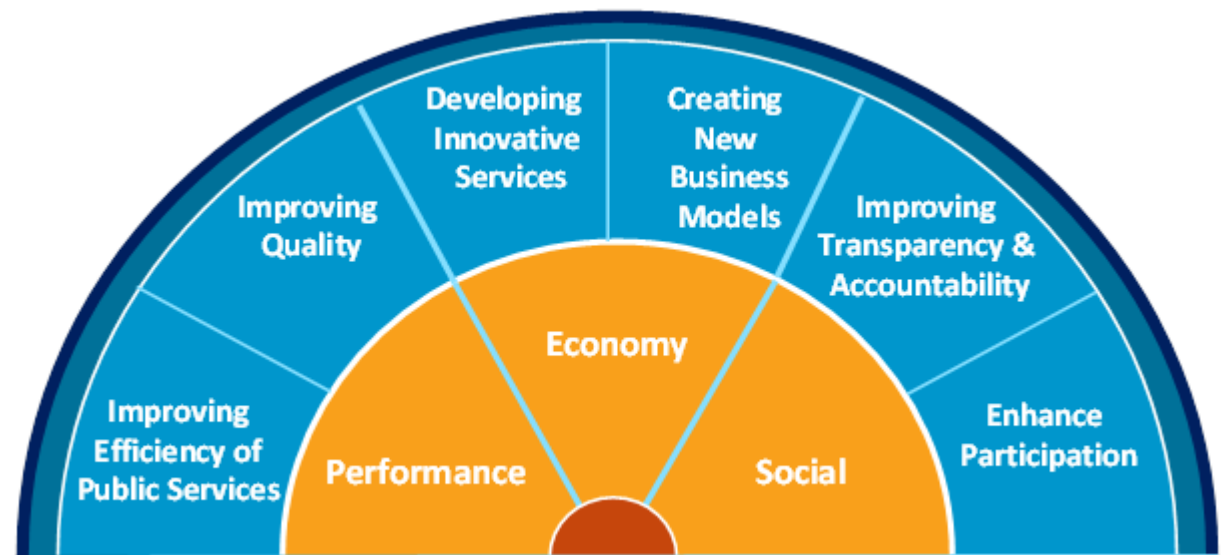 Improving
Efficiency of
Public Services
Improving
Quality
Developing
Innovative
Services
Creating
New
Business
Models
Improving
Transparency &
Accountability
Enhance
Participation
Performance
Economy
Social